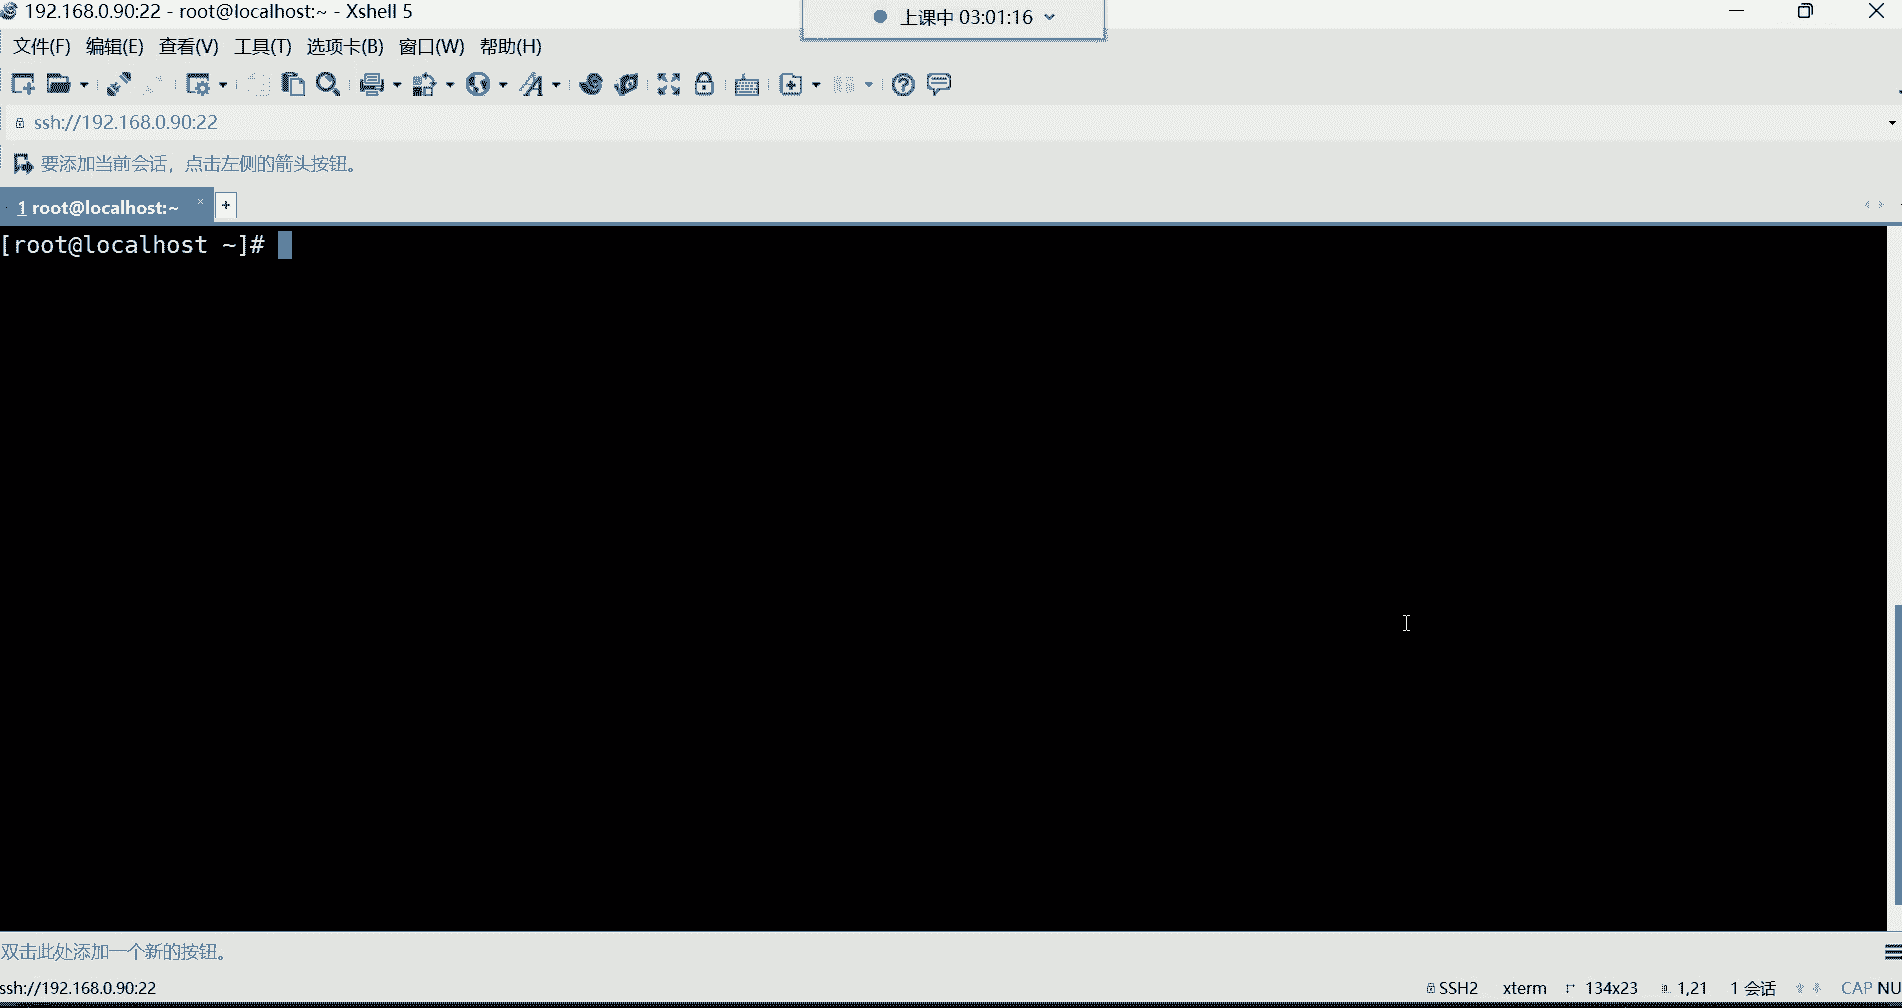 192.168.0.90:22 - root@localhost:~ - Xshell 5
上课中 03:01:16
文件(F) 编辑(E) 查看(V) 工具(T) 选项卡(B) 窗口(W) 帮助(H)
ssh://192.168.0.90:22
要添加当前会话，点击左侧的箭头按钮。
1 root@localhost:~ × +
[root@localhost ~]#
双击此处添加一个新的按钮。
ssh://192.168.0.90:22 SSH2 xterm 134x23 1,21 1 会话 CAP NU